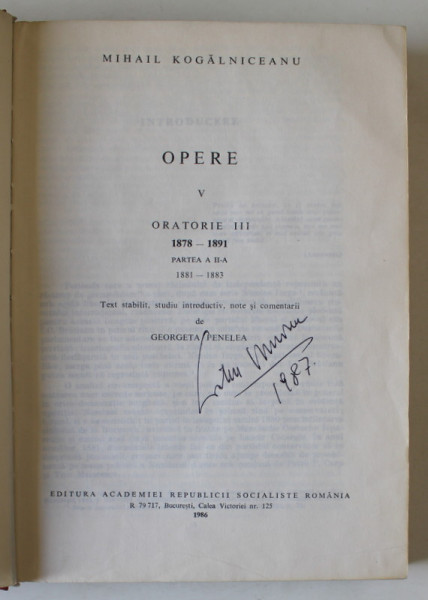 MIHAIL KOGĂLNICEANU
OPERE
V
ORATORIE III
1878 — 1891
PARTEA A II-A
1881 — 1883
Text stabilit, studiu introductiv, note și comentarii
de
GEORGETA PENELEA
1987.
EDITURA ACADEMIEI REPUBLICII SOCIALISTE ROMÂNIA
R 79717, București, Calea Victoriei nr. 125
1986